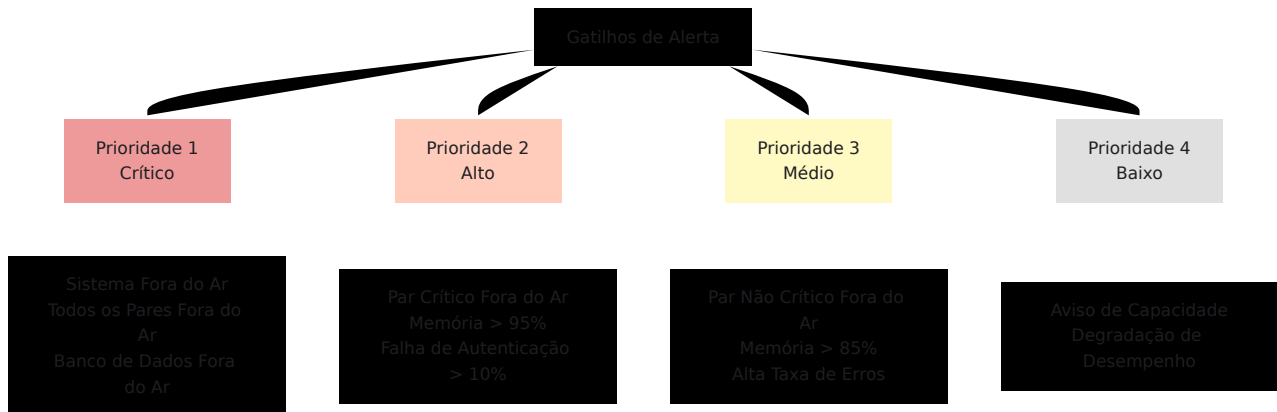 Gatilhos de Alerta
Prioridade 1
Crítico
Prioridade 2
Alto
Prioridade 3
Médio
Prioridade 4
Baixo
Sistema Fora do Ar
Todos os Pares Fora do
Ar
Banco de Dados Fora
do Ar
Par Crítico Fora do Ar
Memória > 95%
Falha de Autenticação
> 10%
Par Não Crítico Fora do
Ar
Memória > 85%
Alta Taxa de Erros
Aviso de Capacidade
Degradação de
Desempenho